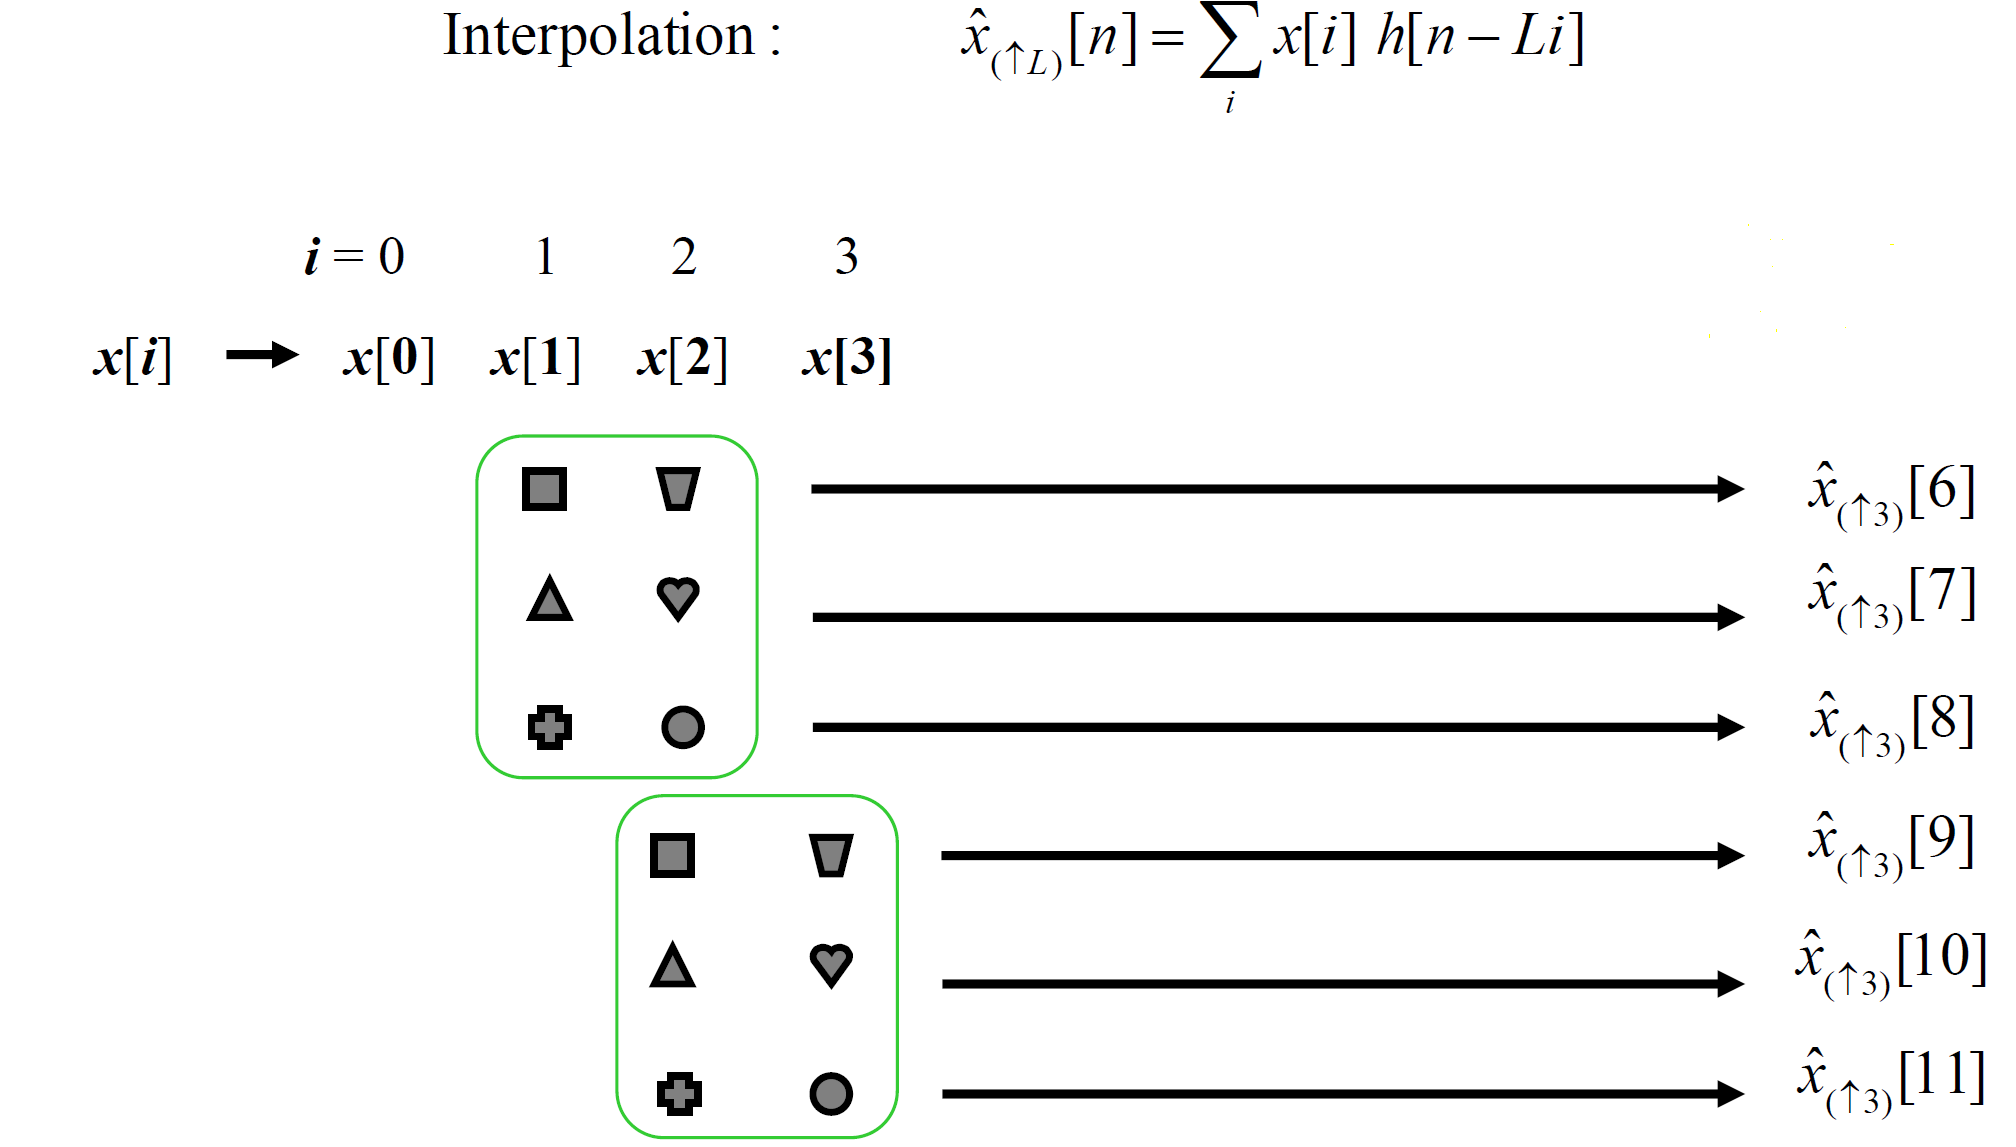 Interpolation : x̂(↑L)[n] = ∑i x[i] h[n − Li]
i = 0 1 2 3
x[i] → x[0] x[1] x[2] x[3]
x̂(↑3)[6]
x̂(↑3)[7]
x̂(↑3)[8]
x̂(↑3)[9]
x̂(↑3)[10]
x̂(↑3)[11]